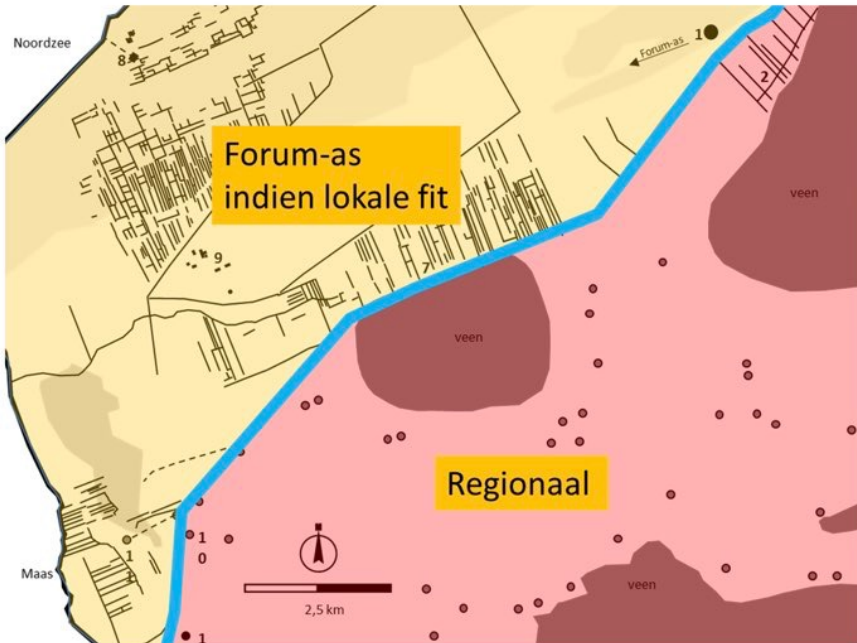 Noordzee
8
Forum-as
1
2
Forum-as
indien lokale fit
veen
9
7
veen
Regionaal
1
0
1
1
2,5 km
veen
Maas
1